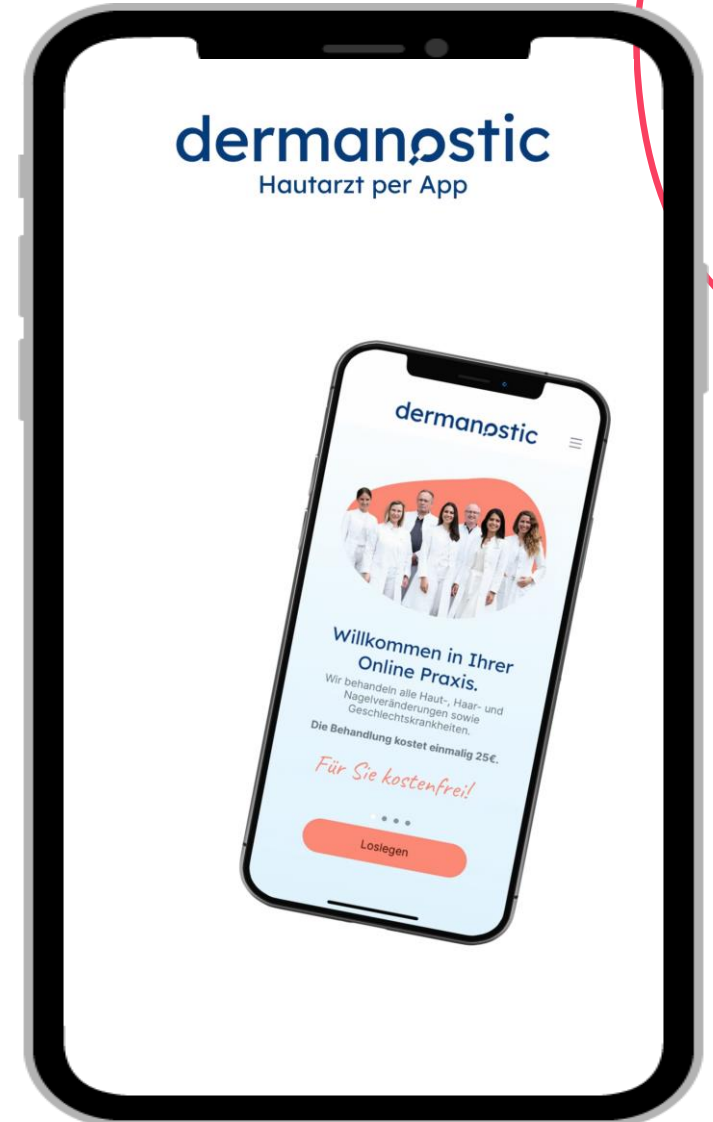 dermanostic
Hautarzt per App
dermanostic
Willkommen in Ihrer
Online Praxis.
Wir behandeln alle Haut-, Haar- und
Nagelveränderungen sowie
Geschlechtskrankheiten.
Die Behandlung kostet einmalig 25€.
Für Sie kostenfrei!
Loslegen